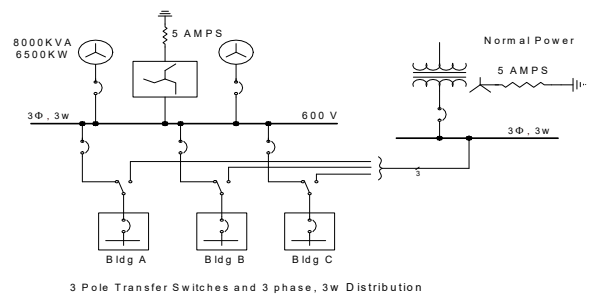 5 AMPS
8000KVA
6500KW
Normal Power
5 AMPS
3Φ, 3w
600 V
3Φ, 3w
3
Bldg A
Bldg B
Bldg C
3 Pole Transfer Switches and 3 phase, 3w Distribution